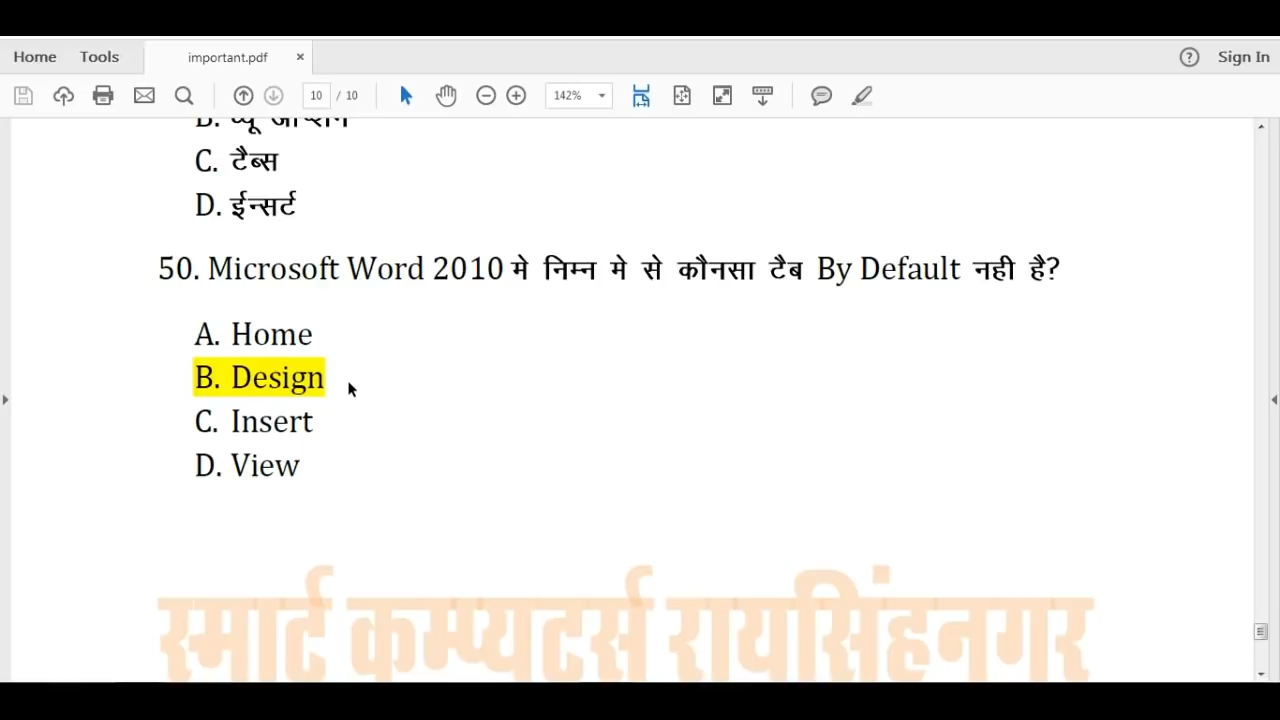 Home Tools important.pdf × Sign In
10 / 10 142%
C. टैब्स
D. ईन्सर्ट
50. Microsoft Word 2010 मे निम्न मे से कौनसा टैब By Default नही है?
A. Home
B. Design
C. Insert
D. View
स्मार्ट कम्प्यूटर्स रायसिंहनगर